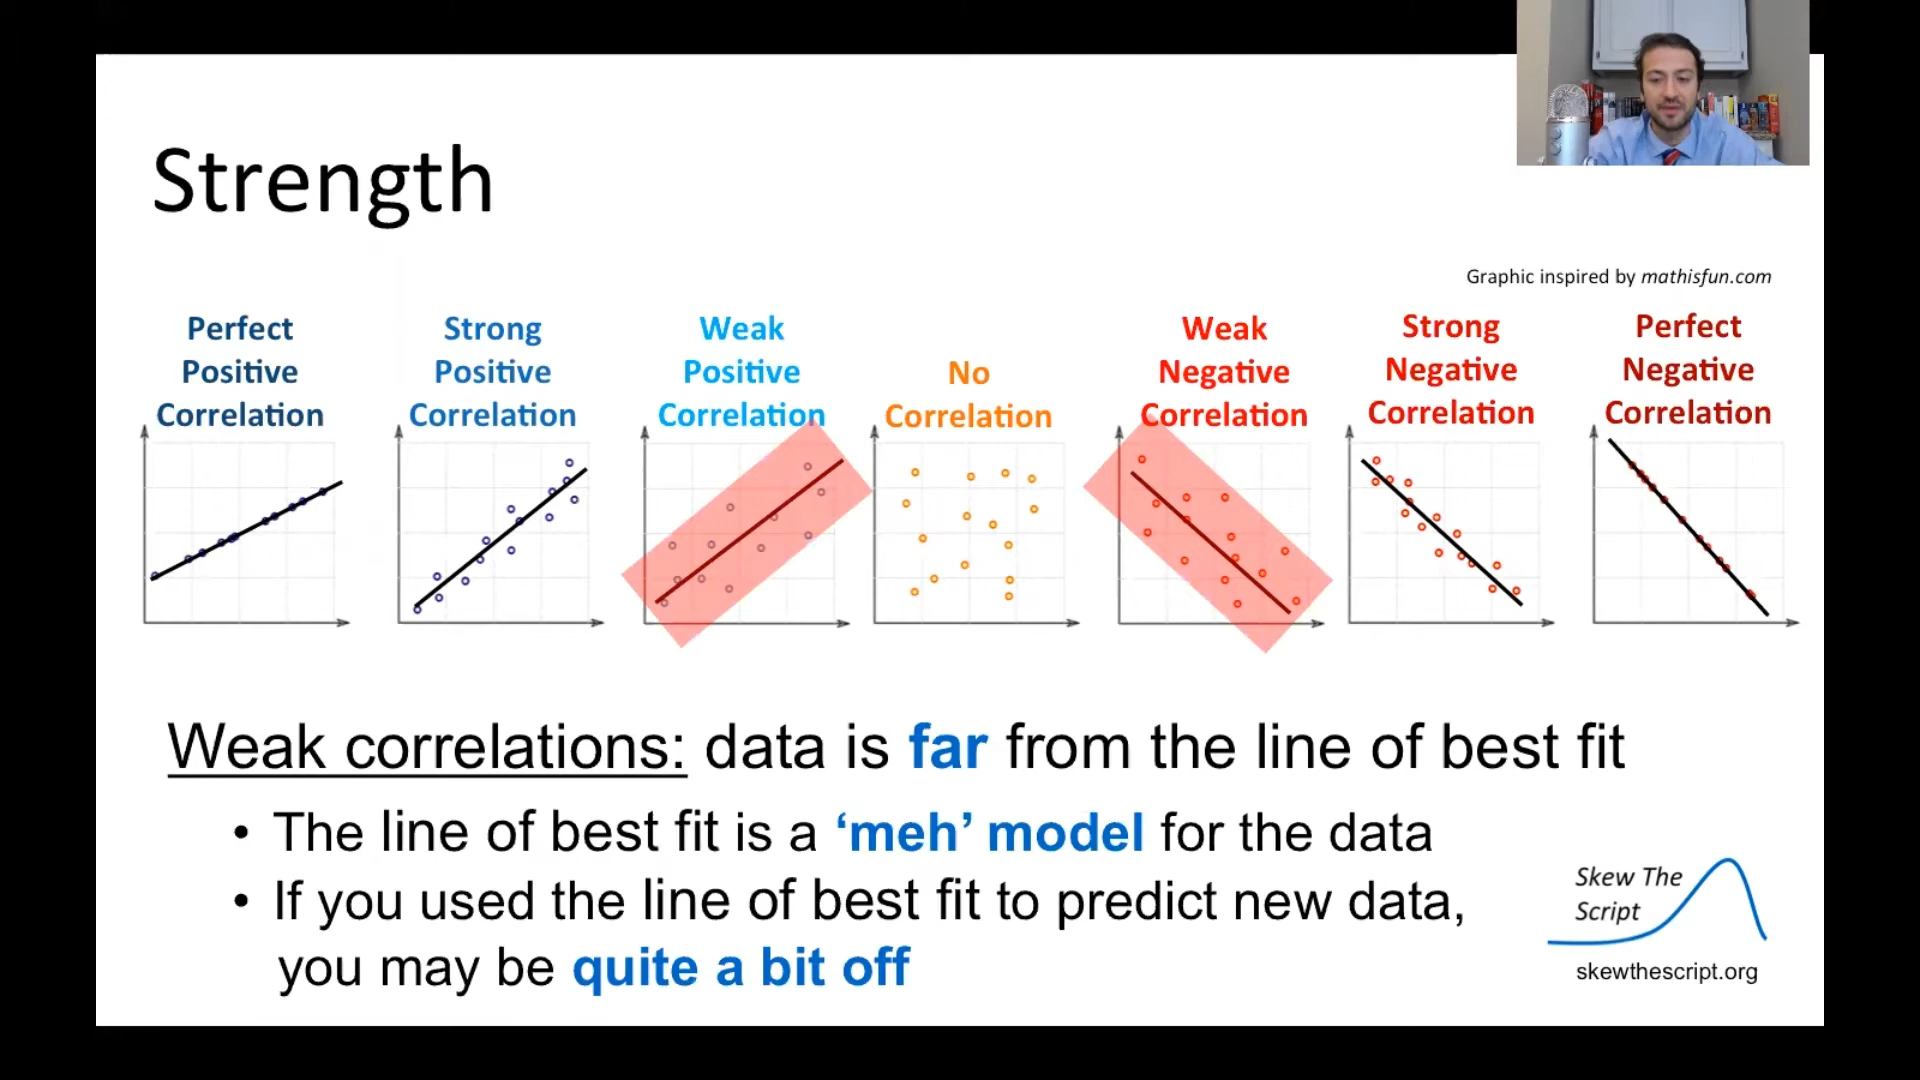 Strength
Graphic inspired by mathisfun.com
Perfect
Positive
Correlation
Strong
Positive
Correlation
Weak
Positive
Correlation
No
Correlation
Weak
Negative
Correlation
Strong
Negative
Correlation
Perfect
Negative
Correlation
Weak correlations: data is far from the line of best fit
• The line of best fit is a ‘meh’ model for the data
• If you used the line of best fit to predict new data,
you may be quite a bit off
Skew The
Script
skewthescript.org